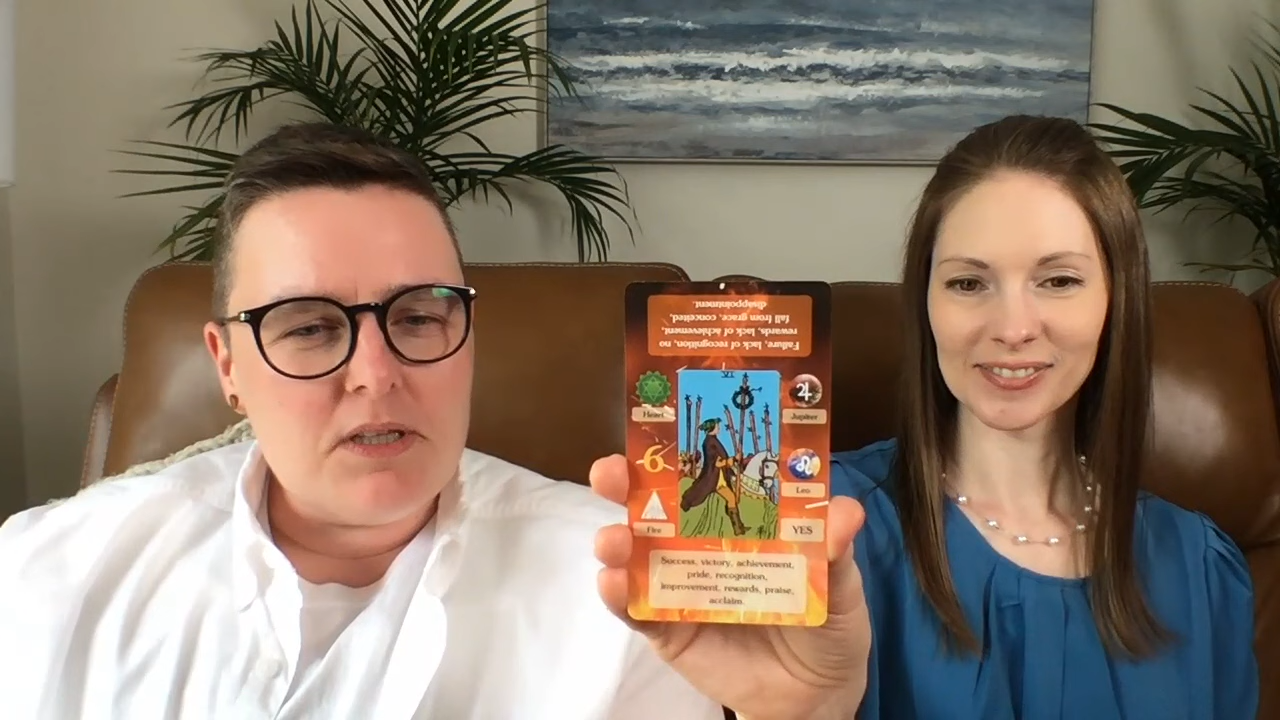 Failure, lack of recognition, no
rewards, lack of achievement,
fall from grace, conceited,
disappointment.
VI
Heart
Jupiter
6
Leo
Fire
YES
Success, victory, achievement,
pride, recognition,
improvement, rewards, praise,
acclaim.